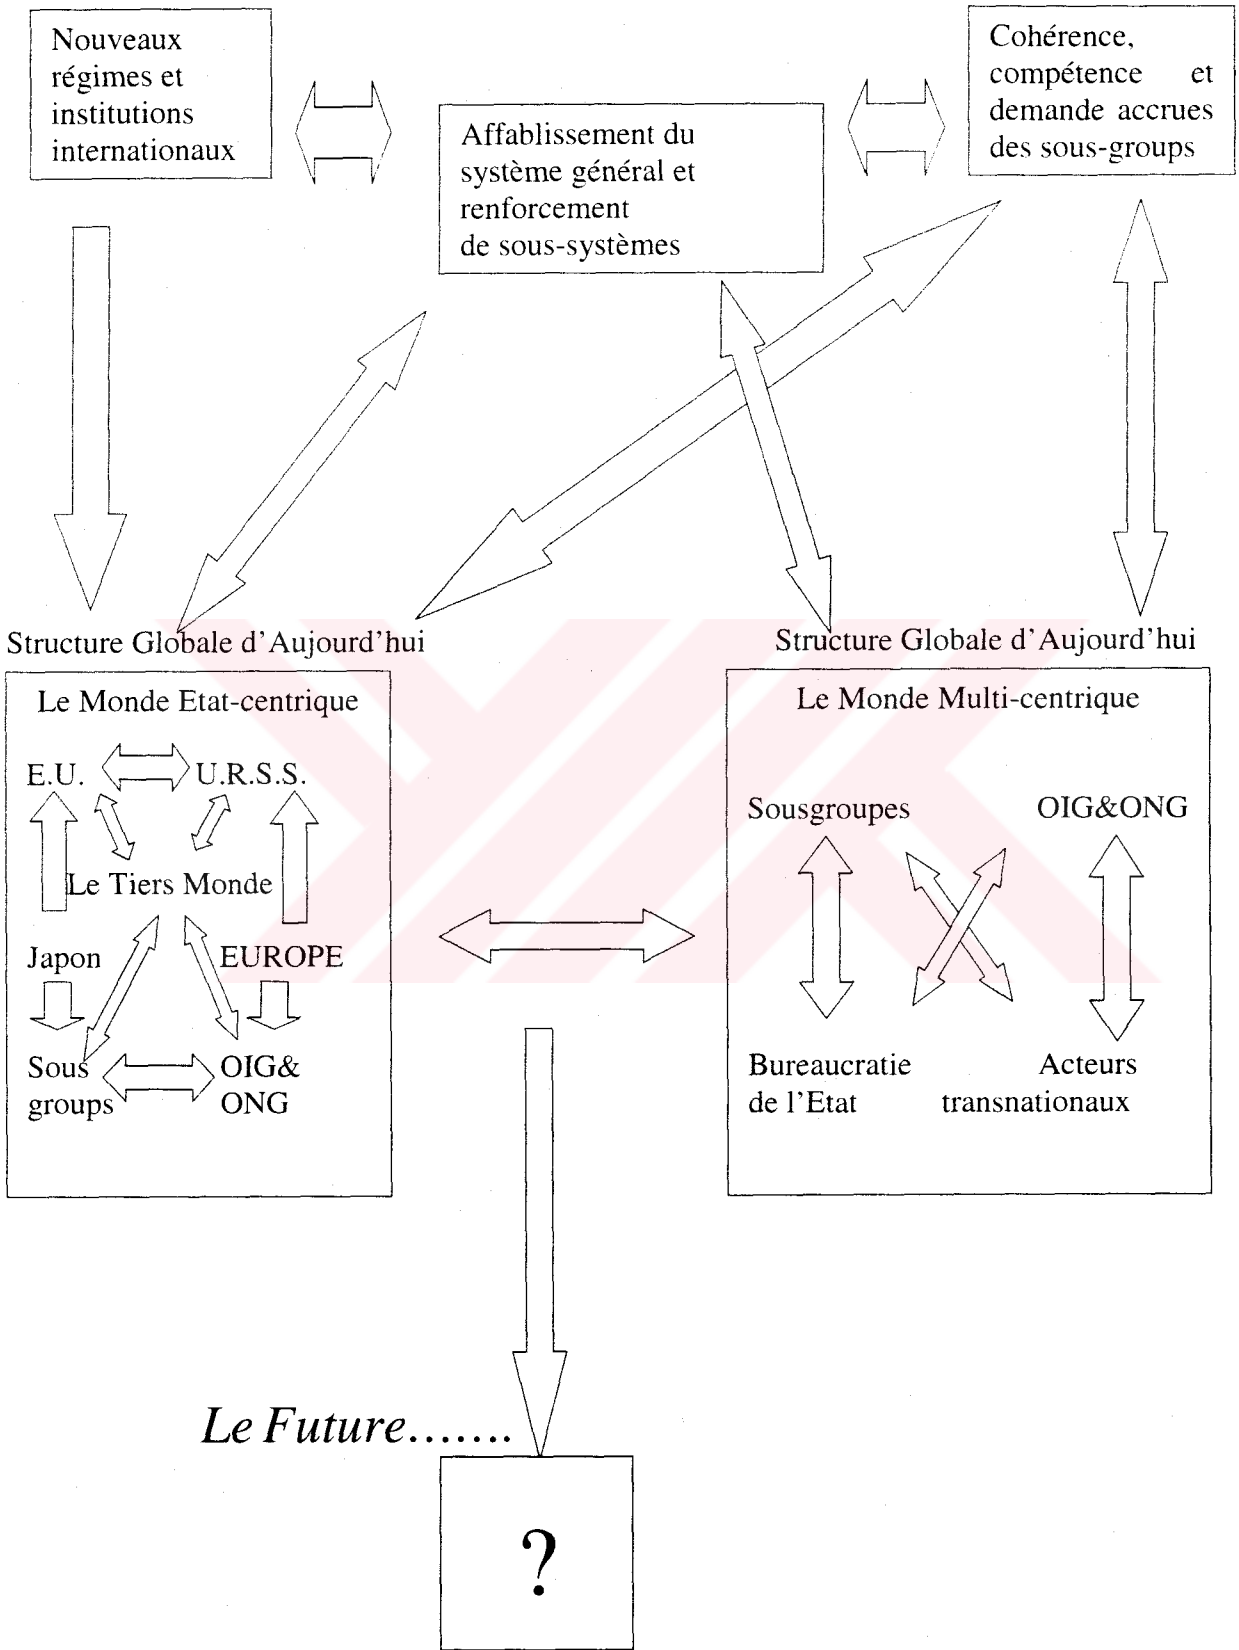 Nouveaux
régimes et
institutions
internationaux
Affablissement du
système général et
renforcement
de sous-systèmes
Cohérence,
compétence et
demande accrues
des sous-groups
Structure Globale d'Aujourd'hui
Le Monde Etat-centrique
E.U. U.R.S.S.
Le Tiers Monde
Japon EUROPE
Sous OIG&
groups ONG
Structure Globale d'Aujourd'hui
Le Monde Multi-centrique
Sousgroupes OIG&ONG
Bureaucratie Acteurs
de l'Etat transnationaux
Le Future.......
?